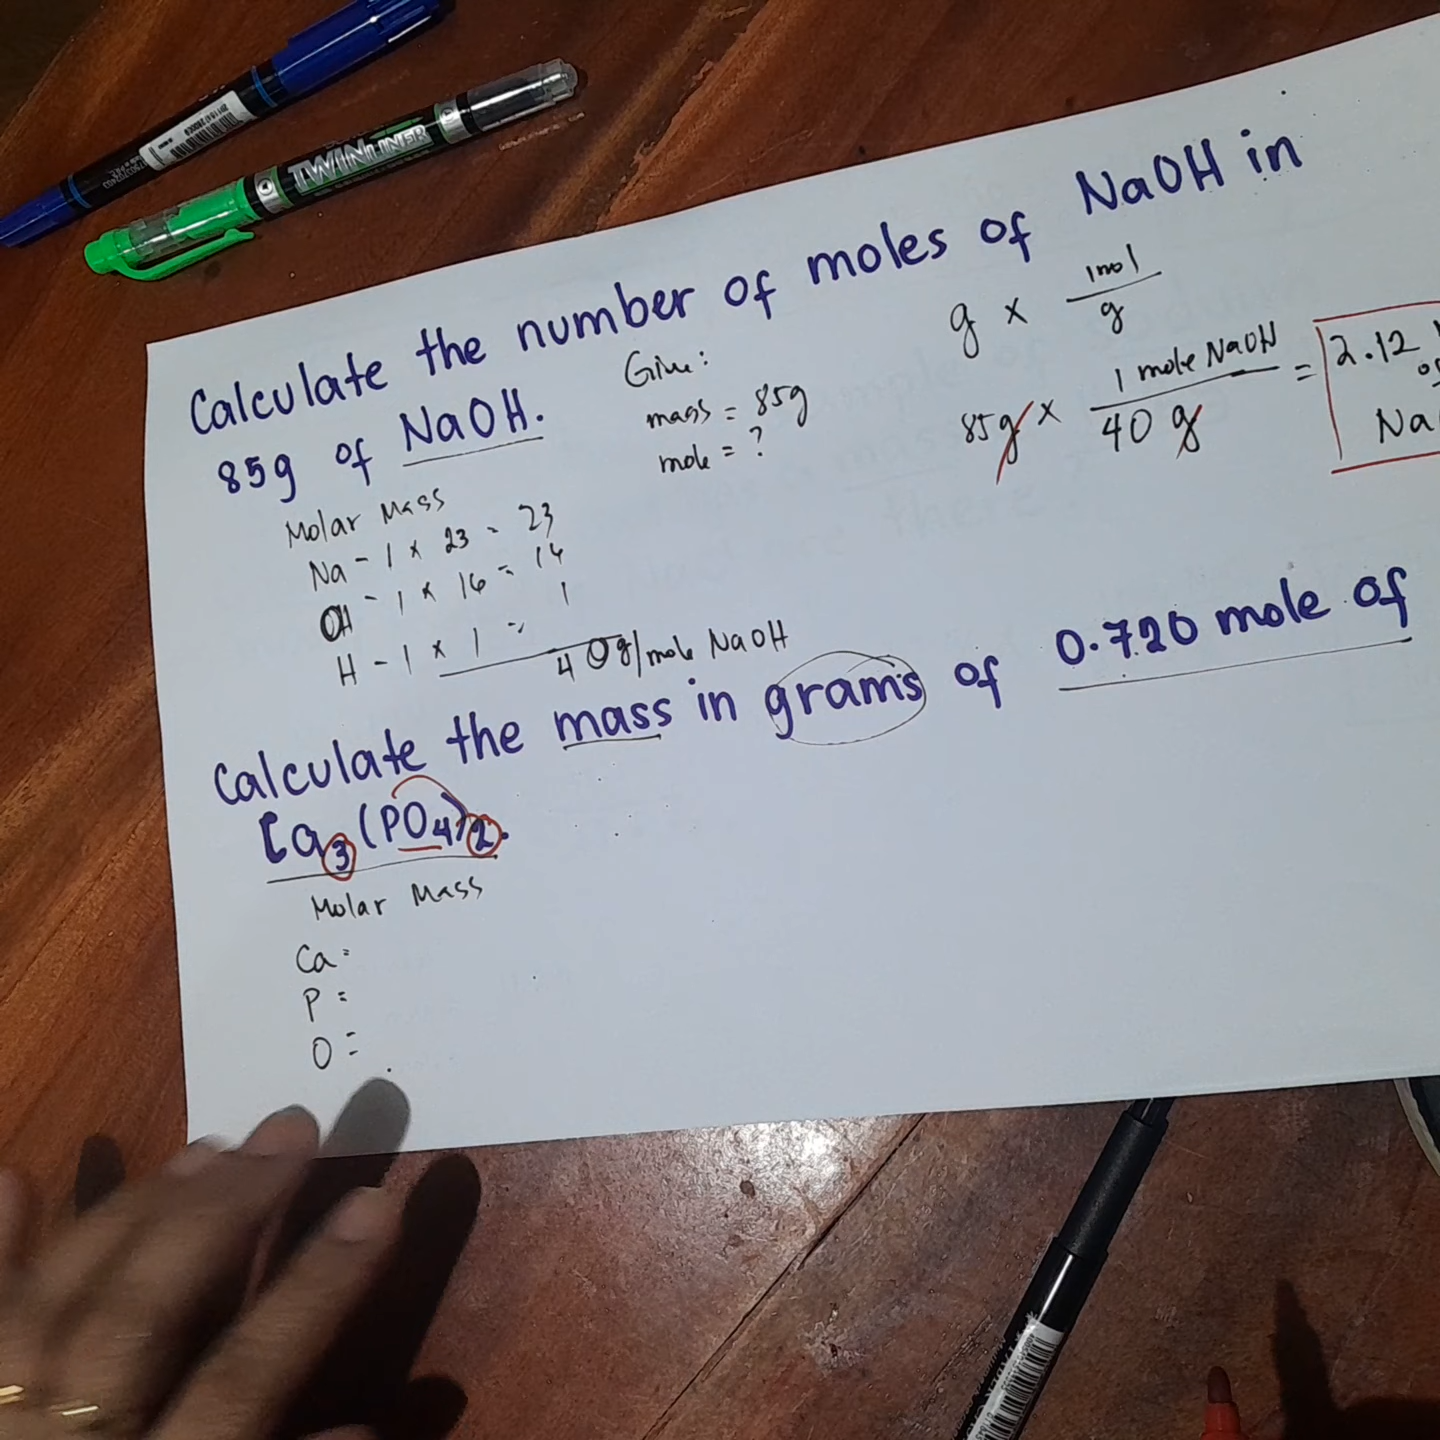 TWINLINER
Calculate the number of moles of NaOH in
85g of NaOH.
Give:
mass = 85g
mole = ?
g x 1mol
g
85g x 1 mole NaOH = 2.12
40 g
Na
Molar Mass
Na - 1 x 23 = 23
OH - 1 x 16 = 16
H - 1 x 1 = 1
40g/mole NaOH
Calculate the mass in grams of 0.720 mole of
Ca3(PO4)2.
Molar Mass
Ca =
P =
O =